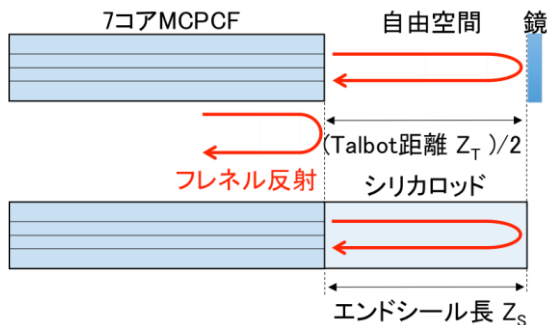 7コアMCPCF
自由空間
鏡
(Talbot距離 ZT )/2
フレネル反射
シリカロッド
エンドシール長 ZS